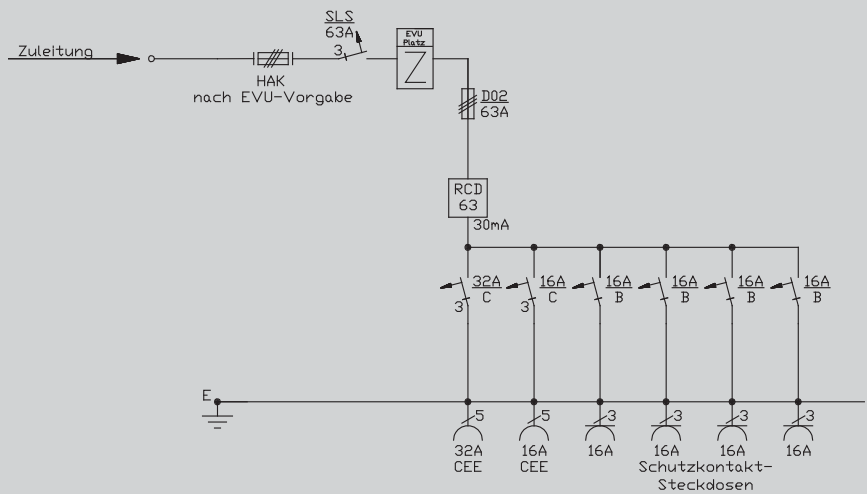 Zuleitung
HAK
nach EVU-Vorgabe
SLS
63A
3
EVU
Platz
Z
D02
63A
RCD
63
30mA
32A
C
3
16A
C
3
16A
B
16A
B
16A
B
16A
B
E
5
32A
CEE
5
16A
CEE
3
16A
3
16A
3
16A
3
16A
Schutzkontakt-
Steckdosen